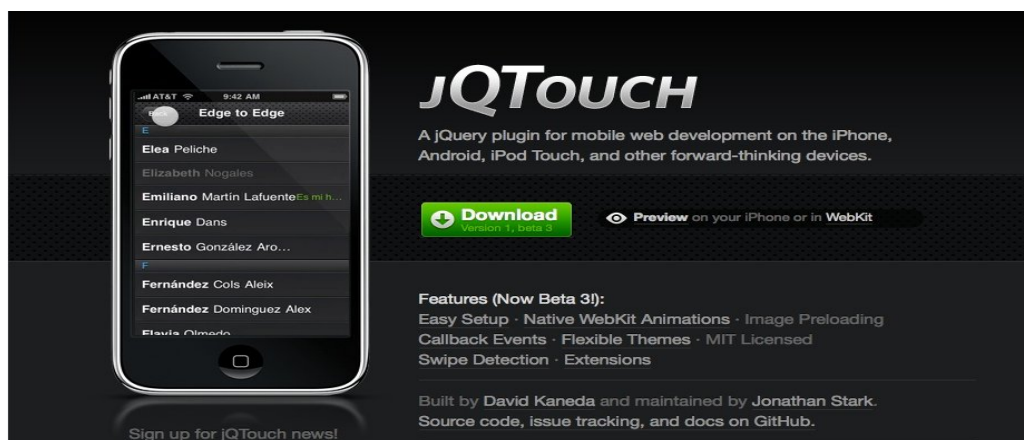 AT&T 9:42 AM
Back
Edge to Edge
E
Elea Peliche
Elizabeth Nogales
Emiliano Martín Lafuente Es mi h...
Enrique Dans
Ernesto González Aro...
F
Fernández Cols Aleix
Fernández Dominguez Alex
Flavia Olmedo
Sign up for jQTouch news!
jQTouch
A jQuery plugin for mobile web development on the iPhone,
Android, iPod Touch, and other forward-thinking devices.
Download
Version 1, beta 3
Preview on your iPhone or in WebKit
Features (Now Beta 3!):
Easy Setup · Native WebKit Animations · Image Preloading
Callback Events · Flexible Themes · MIT Licensed
Swipe Detection · Extensions
Built by David Kaneda and maintained by Jonathan Stark.
Source code, issue tracking, and docs on GitHub.